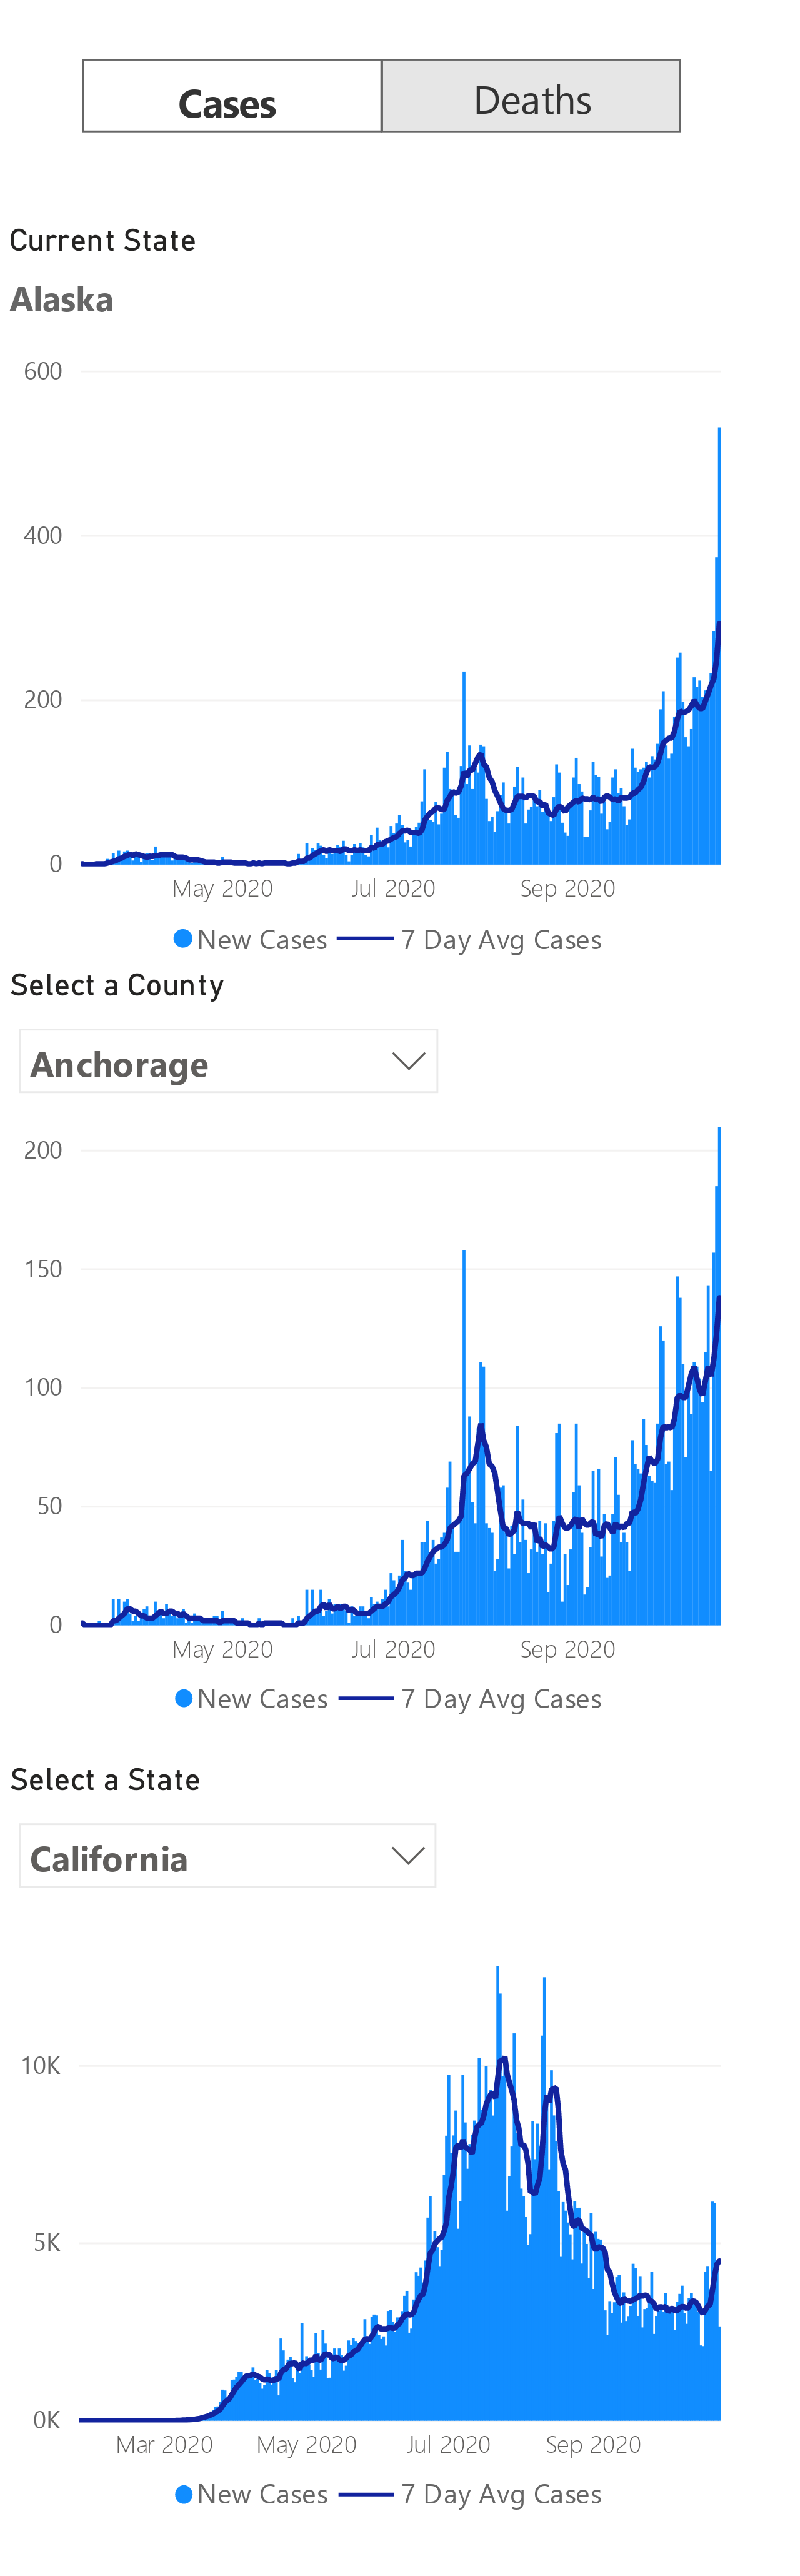 Cases Deaths
Current State
Alaska
600
400
200
0
May 2020 Jul 2020 Sep 2020
New Cases 7 Day Avg Cases
Select a County
Anchorage
200
150
100
50
0
May 2020 Jul 2020 Sep 2020
New Cases 7 Day Avg Cases
Select a State
California
10K
5K
0K
Mar 2020 May 2020 Jul 2020 Sep 2020
New Cases 7 Day Avg Cases